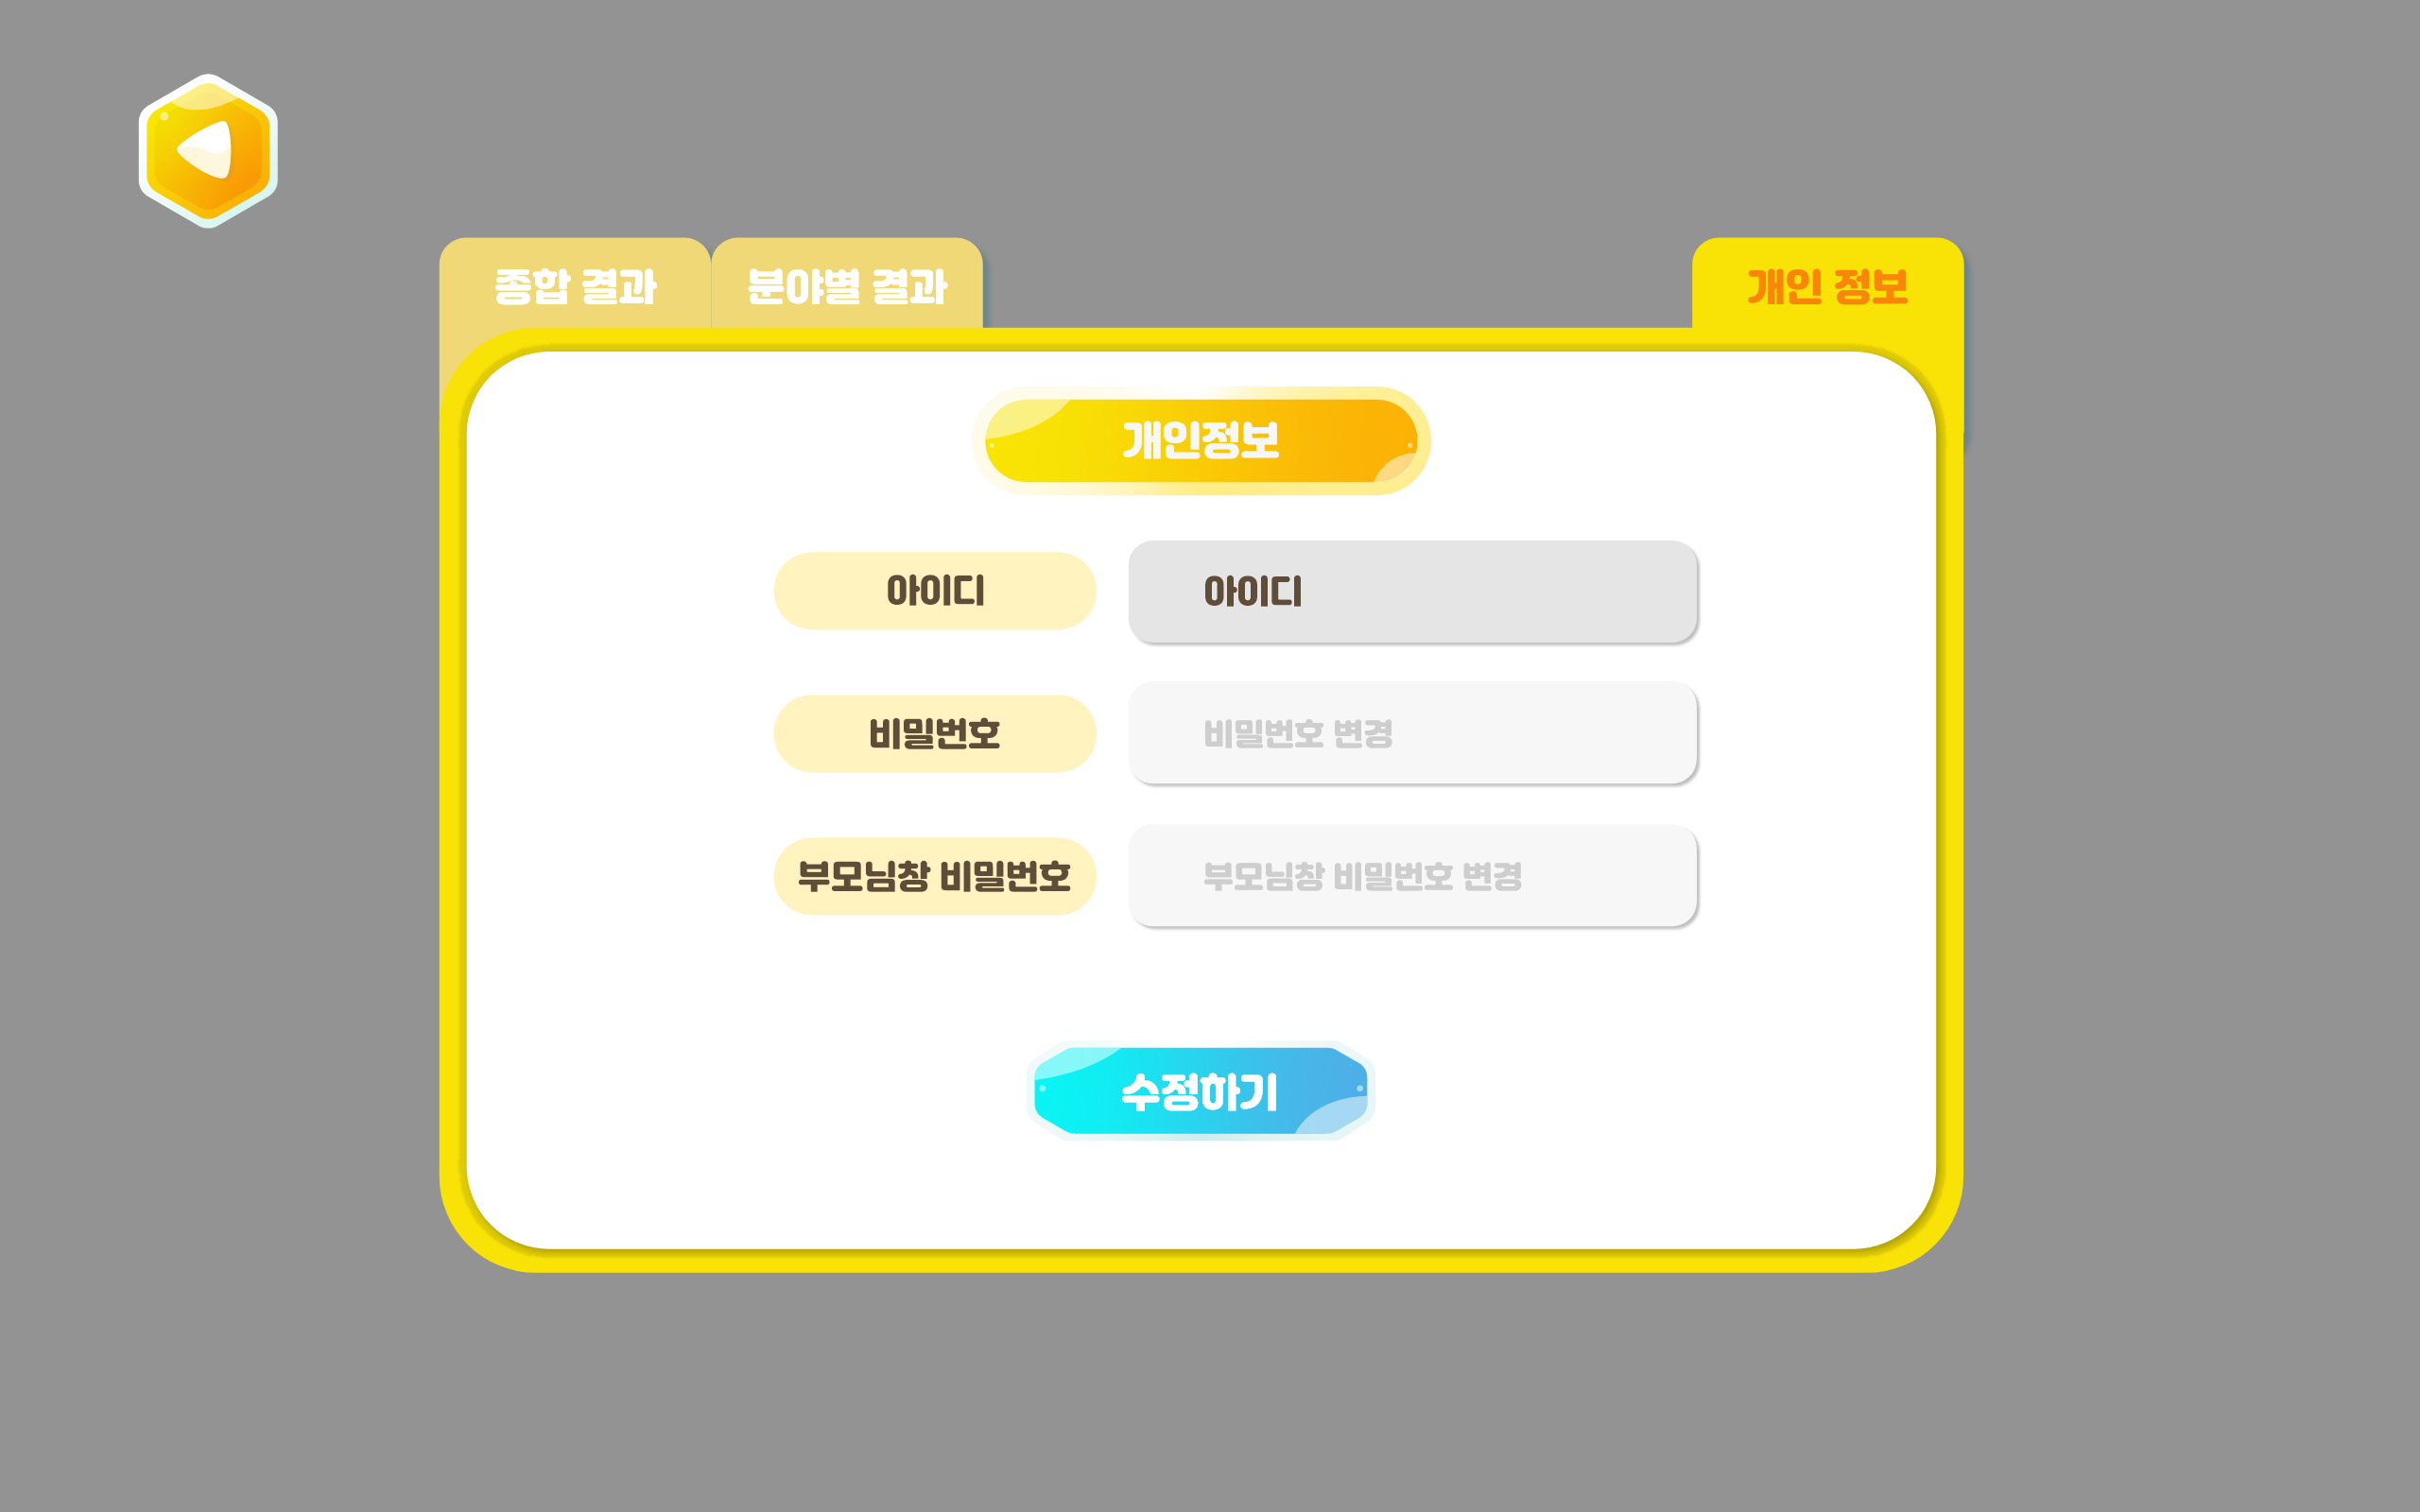 종합 결과
분야별 결과
개인 정보
개인정보
아이디
아이디
비밀번호
비밀번호 변경
부모님창 비밀번호
부모님창 비밀번호 변결
수정하기